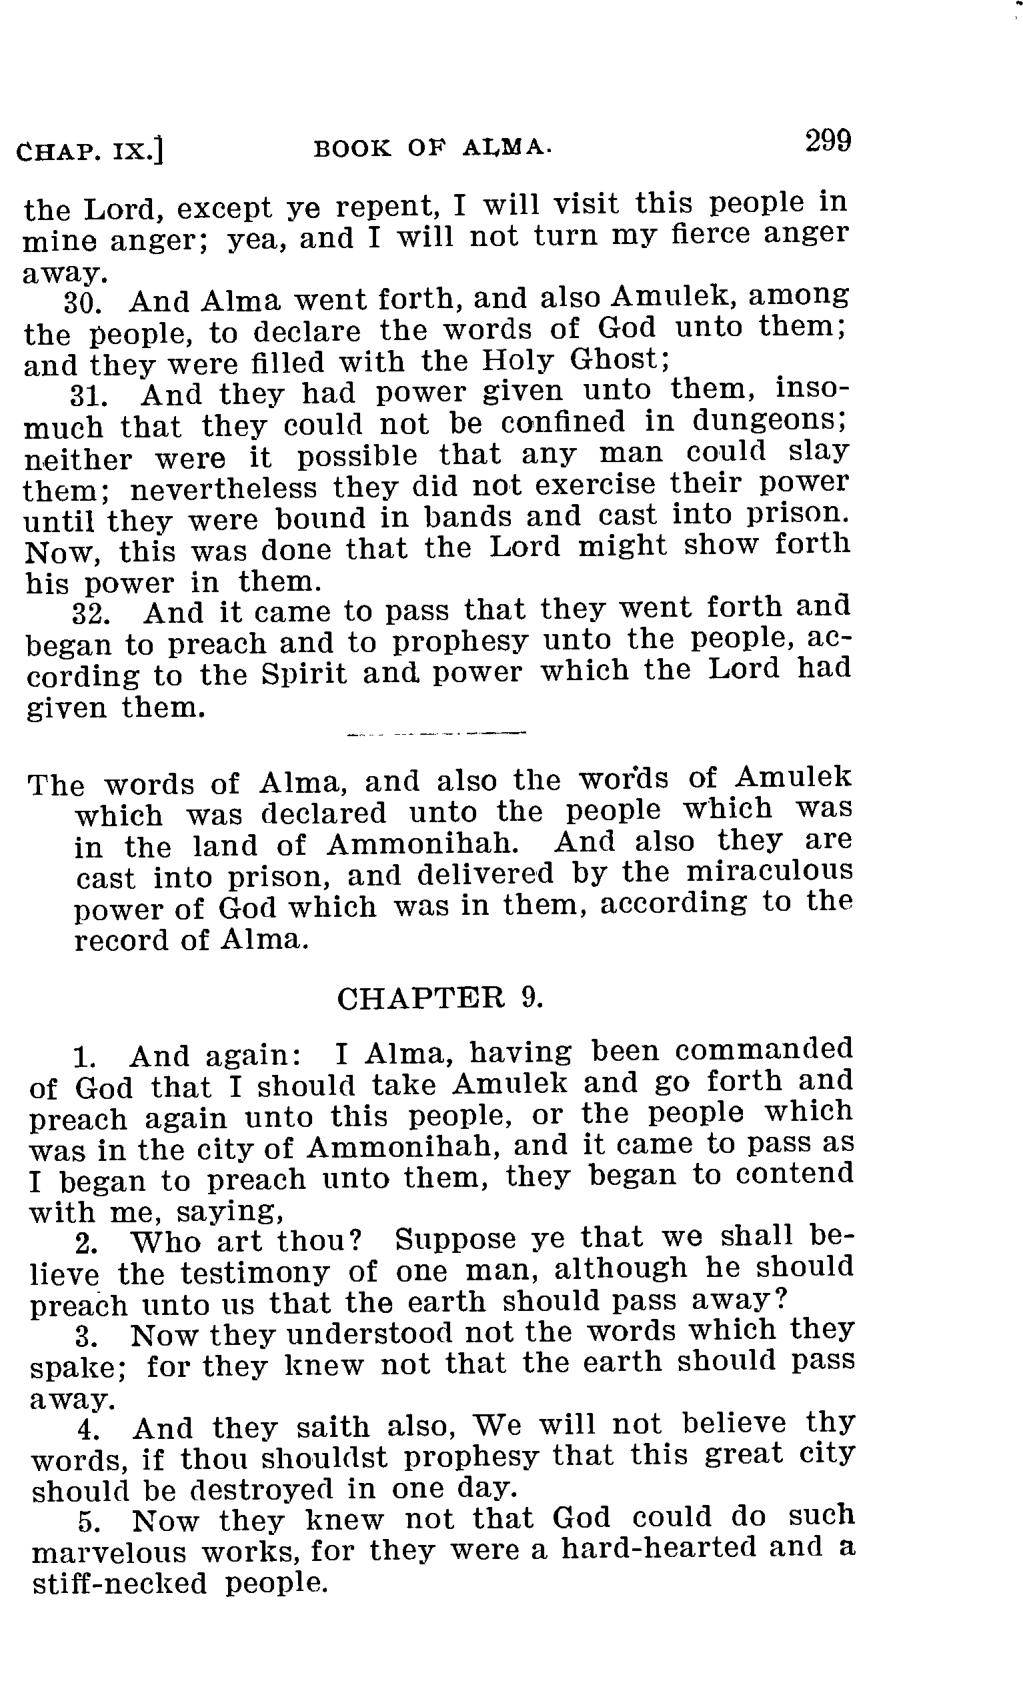 CHAP. IX.] BOOK OF ALMA. 299
the Lord, except ye repent, I will visit this people in
mine anger; yea, and I will not turn my fierce anger
away.
30. And Alma went forth, and also Amulek, among
the people, to declare the words of God unto them;
and they were filled with the Holy Ghost;
31. And they had power given unto them, inso-
much that they could not be confined in dungeons;
neither were it possible that any man could slay
them; nevertheless they did not exercise their power
until they were bound in bands and cast into prison.
Now, this was done that the Lord might show forth
his power in them.
32. And it came to pass that they went forth and
began to preach and to prophesy unto the people, ac-
cording to the Spirit and power which the Lord had
given them.
The words of Alma, and also the words of Amulek
which was declared unto the people which was
in the land of Ammonihah. And also they are
cast into prison, and delivered by the miraculous
power of God which was in them, according to the
record of Alma.
CHAPTER 9.
1. And again: I Alma, having been commanded
of God that I should take Amulek and go forth and
preach again unto this people, or the people which
was in the city of Ammonihah, and it came to pass as
I began to preach unto them, they began to contend
with me, saying,
2. Who art thou? Suppose ye that we shall be-
lieve the testimony of one man, although he should
preach unto us that the earth should pass away?
3. Now they understood not the words which they
spake; for they knew not that the earth should pass
away.
4. And they saith also, We will not believe thy
words, if thou shouldst prophesy that this great city
should be destroyed in one day.
5. Now they knew not that God could do such
marvelous works, for they were a hard-hearted and a
stiff-necked people.